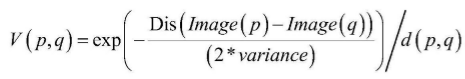 V(p,q) = exp(− Dis(Image(p)−Image(q)) / (2*variance)) / d(p,q)